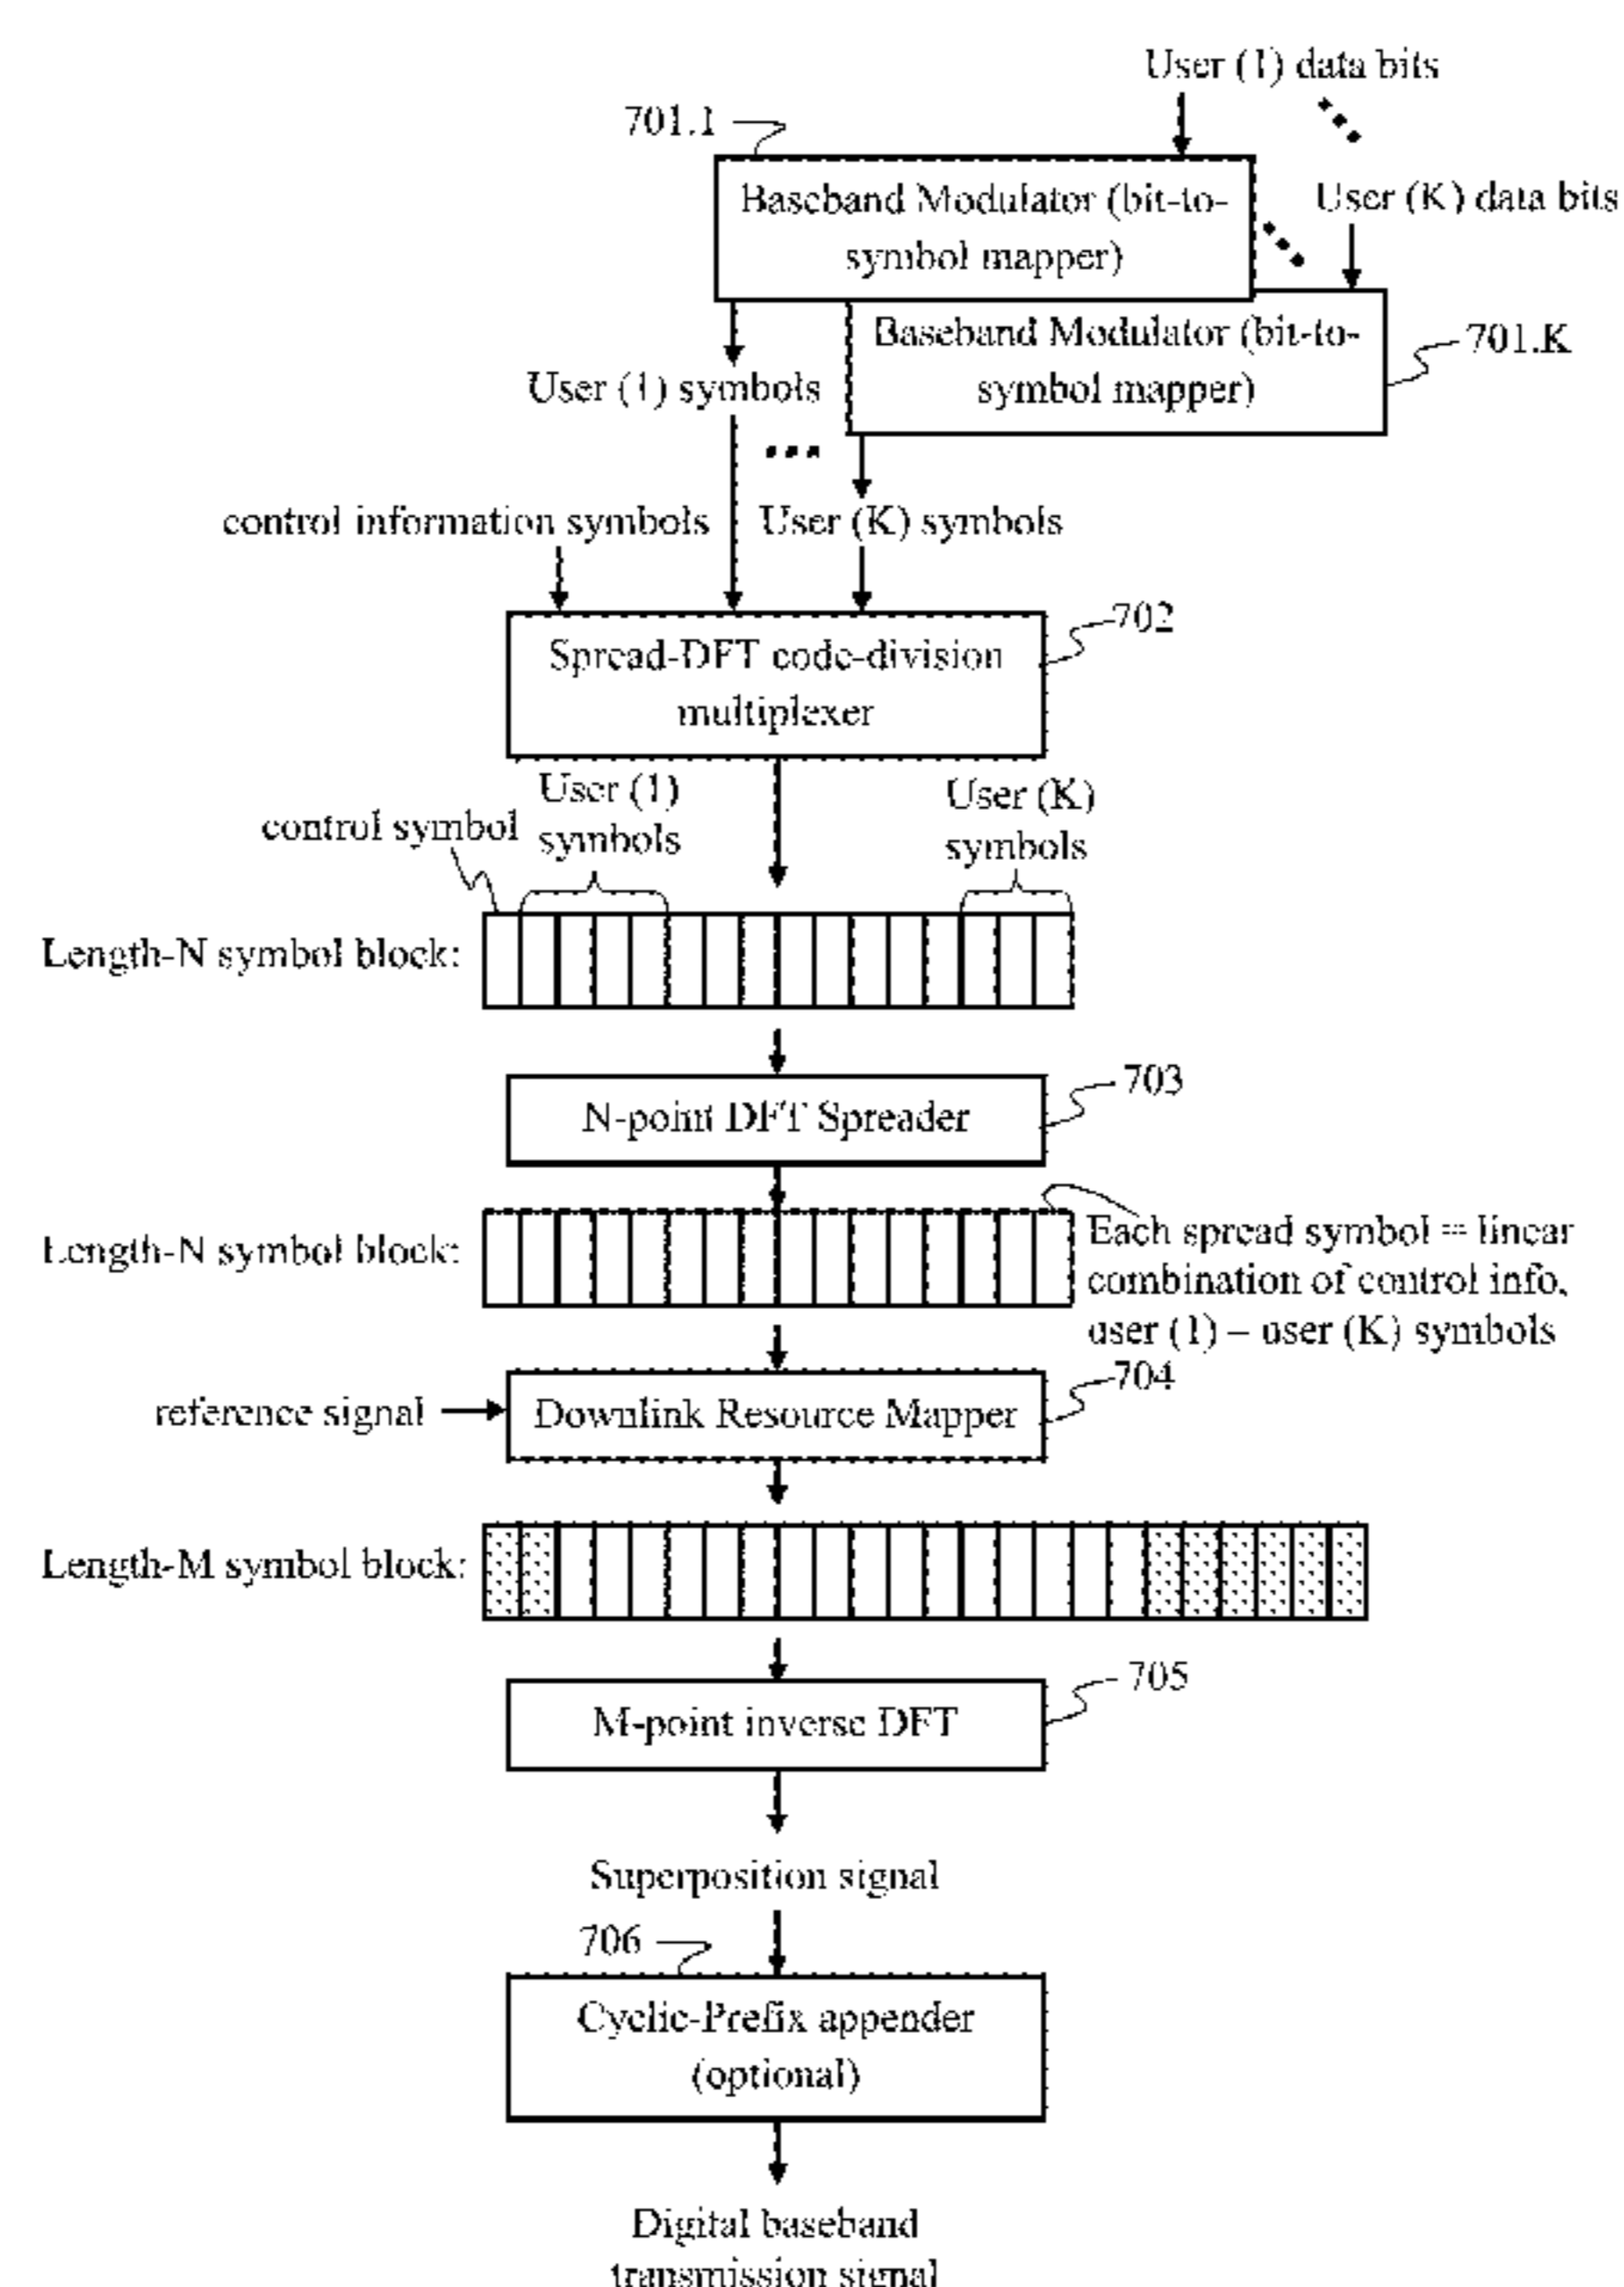 User (1) data bits
701.1
Baseband Modulator (bit-to-
symbol mapper)
User (K) data bits
Baseband Modulator (bit-to-
symbol mapper)
701.K
User (1) symbols
control information symbols
User (K) symbols
702
Spread-DFT code-division
multiplexer
control symbol
User (1)
symbols
User (K)
symbols
Length-N symbol block:
703
N-point DFT Spreader
Length-N symbol block:
Each spread symbol = linear
combination of control info,
user (1) – user (K) symbols
704
reference signal
Downlink Resource Mapper
Length-M symbol block:
705
M-point inverse DFT
Superposition signal
706
Cyclic-Prefix appender
(optional)
Digital baseband
transmission signal